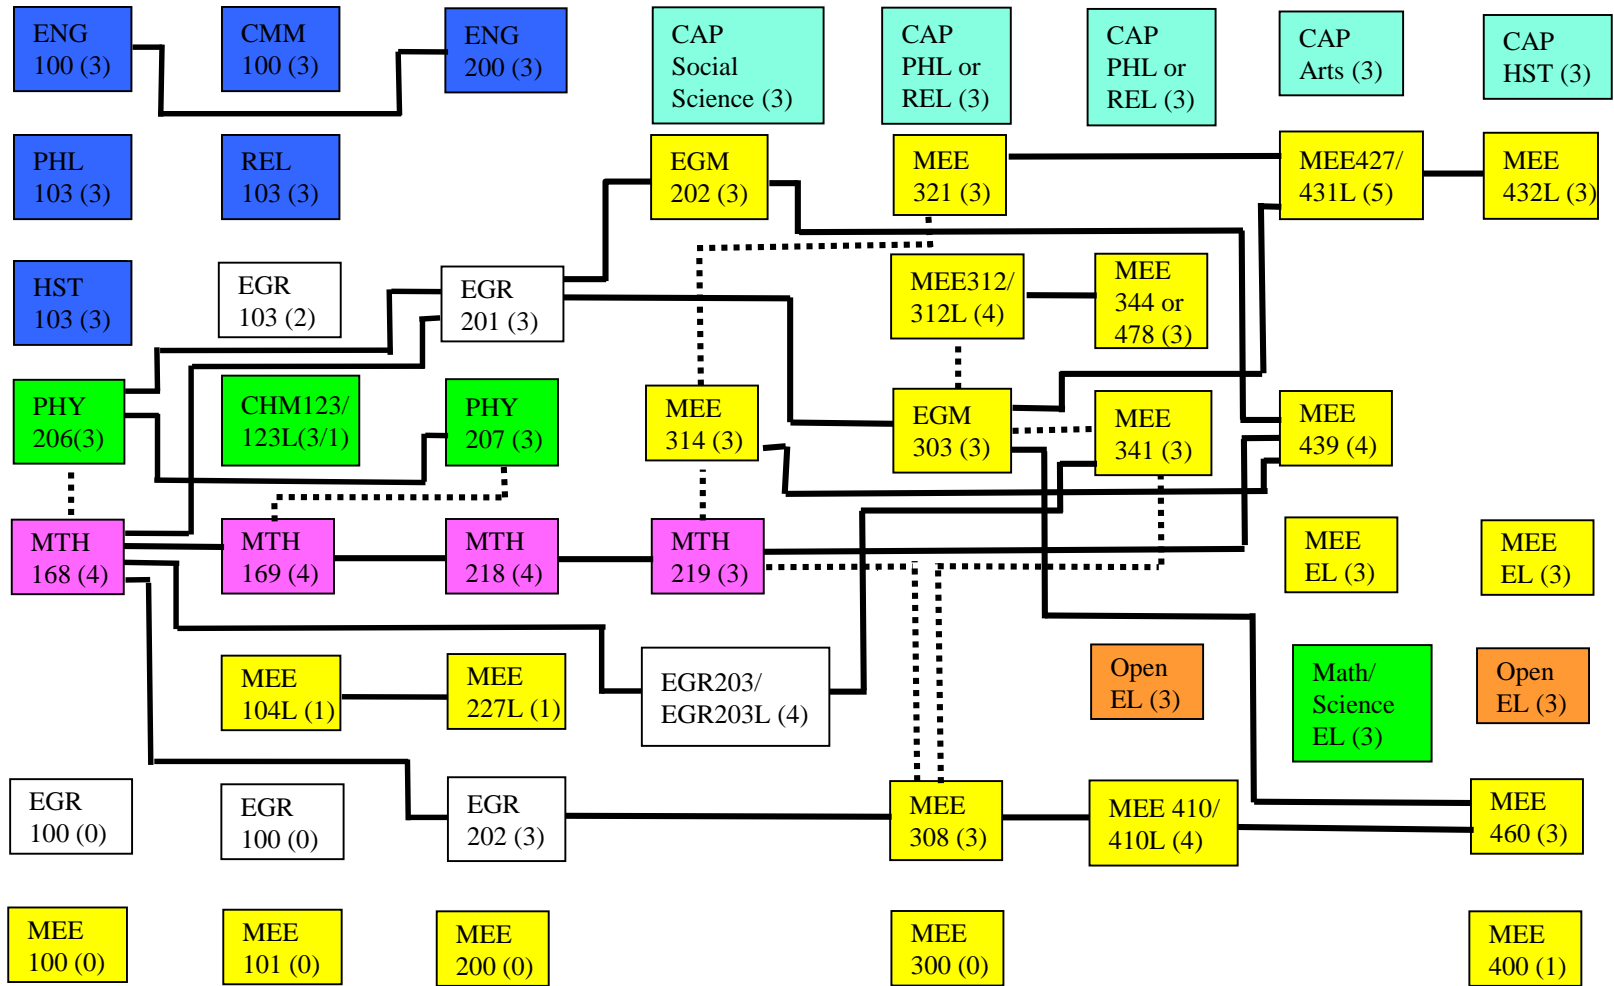 ENG
100 (3)
CMM
100 (3)
ENG
200 (3)
CAP
Social
Science (3)
CAP
PHL or
REL (3)
CAP
PHL or
REL (3)
CAP
Arts (3)
CAP
HST (3)
PHL
103 (3)
REL
103 (3)
EGM
202 (3)
MEE
321 (3)
MEE427/
431L (5)
MEE
432L (3)
HST
103 (3)
EGR
103 (2)
EGR
201 (3)
MEE312/
312L (4)
MEE
344 or
478 (3)
PHY
206(3)
CHM123/
123L(3/1)
PHY
207 (3)
MEE
314 (3)
EGM
303 (3)
MEE
341 (3)
MEE
439 (4)
MTH
168 (4)
MTH
169 (4)
MTH
218 (4)
MTH
219 (3)
MEE
EL (3)
MEE
EL (3)
MEE
104L (1)
MEE
227L (1)
EGR203/
EGR203L (4)
Open
EL (3)
Math/
Science
EL (3)
Open
EL (3)
EGR
100 (0)
EGR
100 (0)
EGR
202 (3)
MEE
308 (3)
MEE 410/
410L (4)
MEE
460 (3)
MEE
100 (0)
MEE
101 (0)
MEE
200 (0)
MEE
300 (0)
MEE
400 (1)